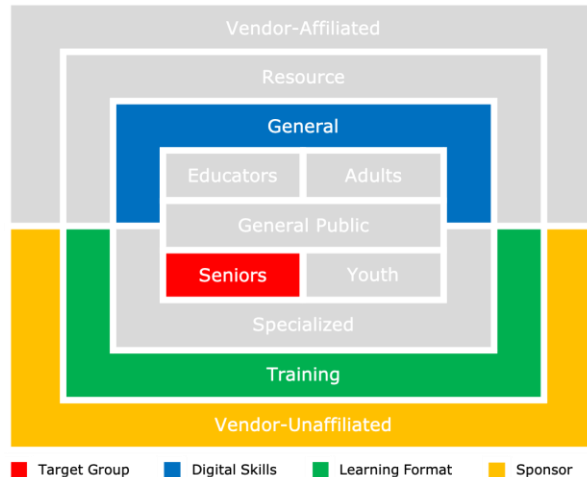 Vendor-Affiliated
Resource
General
Educators Adults
General Public
Seniors Youth
Specialized
Training
Vendor-Unaffiliated
Target Group Digital Skills Learning Format Sponsor